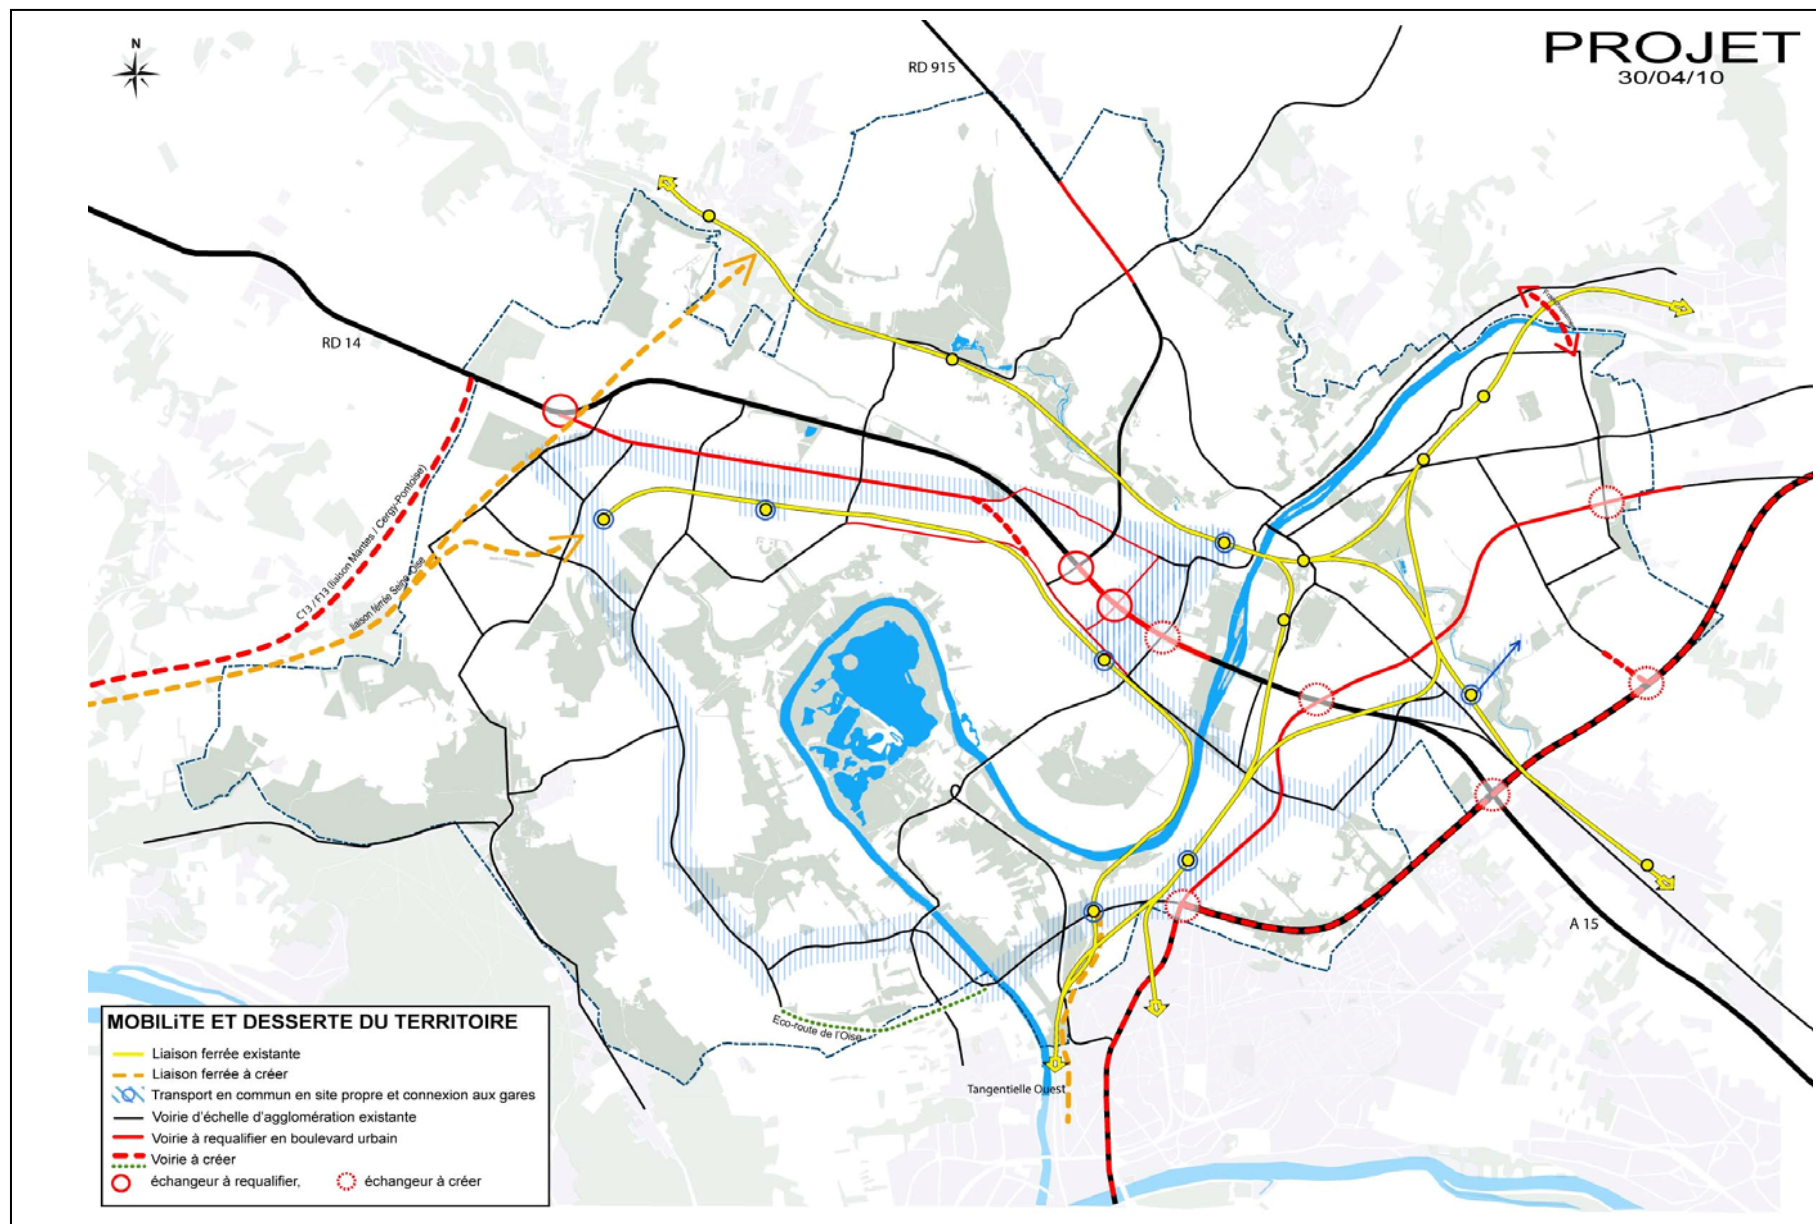 PROJET
30/04/10
N
RD 915
RD 14
C13 / F13 (liaison Mantes / Cergy-Pontoise)
liaison ferrée Seine-Oise
A 15
Eco-route de l'Oise
Tangentielle Ouest
MOBILiTE ET DESSERTE DU TERRITOIRE
Liaison ferrée existante
Liaison ferrée à créer
Transport en commun en site propre et connexion aux gares
Voirie d'échelle d'agglomération existante
Voirie à requalifier en boulevard urbain
Voirie à créer
échangeur à requalifier, échangeur à créer